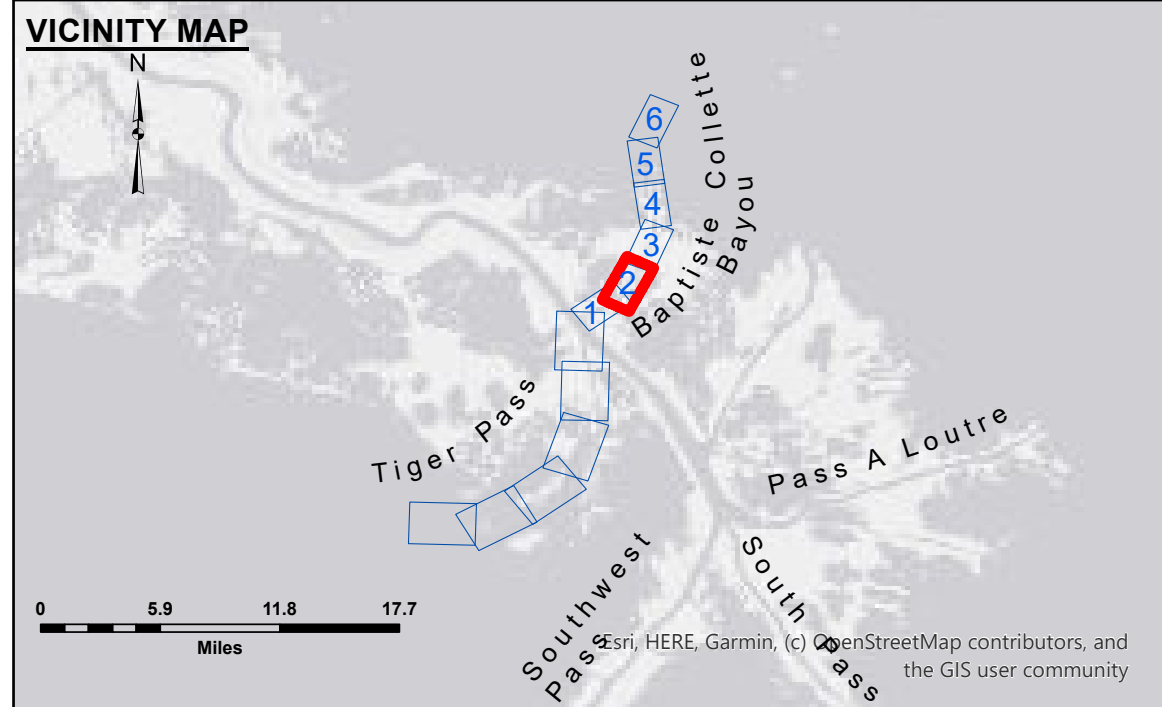 VICINITY MAP
N
6
5
4
3
2
1
Baptiste Collette
Bayou
Tiger Pass
Pass A Loutre
Southwest
Pass
South Pass
0 5.9 11.8 17.7
Miles
Esri, HERE, Garmin, (c) OpenStreetMap contributors, and
the GIS user community